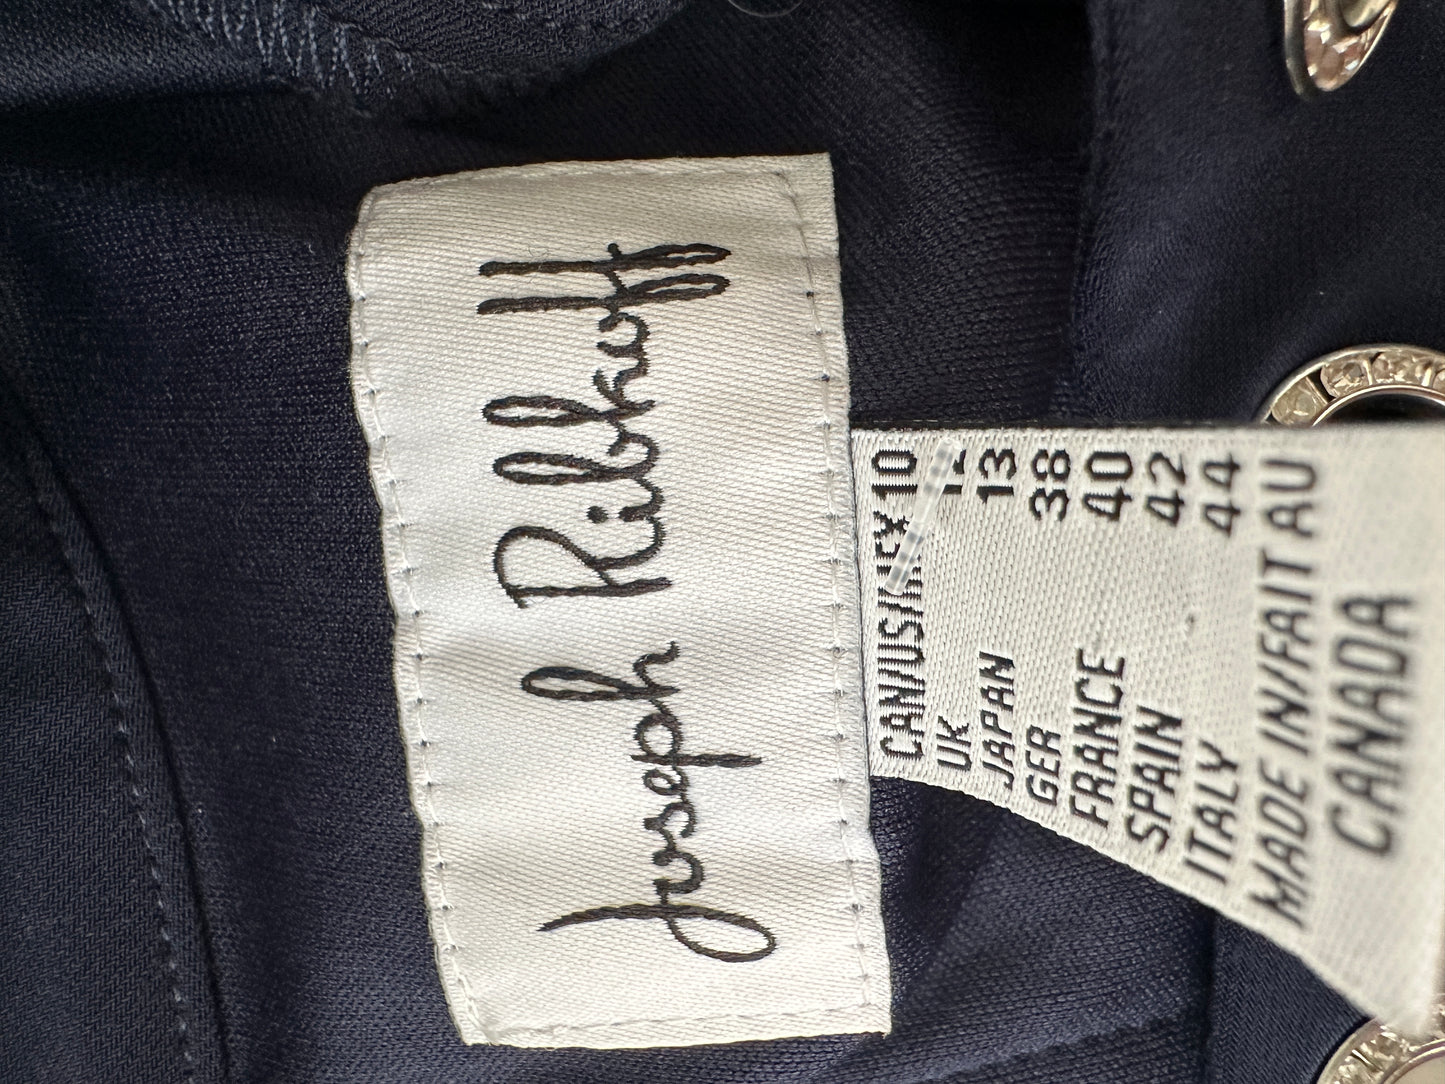 Joseph Ribkoff
CAN/US/MEX 10
UK 12
JAPAN 13
GER 38
FRANCE 40
SPAIN 42
ITALY 44
MADE IN/FAIT AU
CANADA